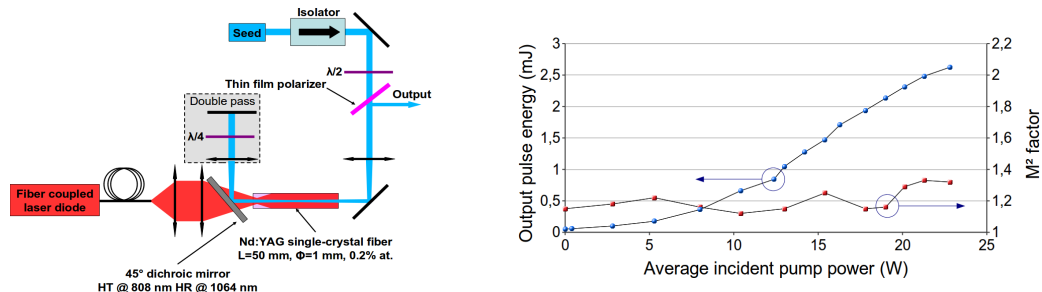 Isolator
Seed
λ/2
Thin film polarizer
Output
Double pass
λ/4
Fiber coupled
laser diode
Nd:YAG single-crystal fiber
L=50 mm, Φ=1 mm, 0.2% at.
45° dichroic mirror
HT @ 808 nm HR @ 1064 nm
Output pulse energy (mJ)
3
2,5
2
1,5
1
0,5
0
0
5
10
15
20
25
Average incident pump power (W)
2,2
2
1,8
1,6
1,4
1,2
1
M² factor